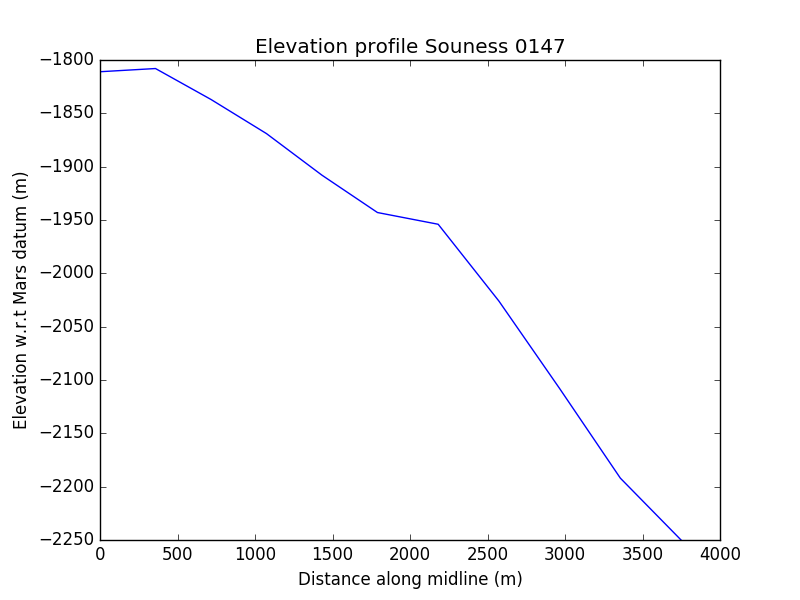 Elevation profile Souness 0147
−1800
−1850
−1900
−1950
−2000
−2050
−2100
−2150
−2200
−2250
Elevation w.r.t Mars datum (m)
0 500 1000 1500 2000 2500 3000 3500 4000
Distance along midline (m)